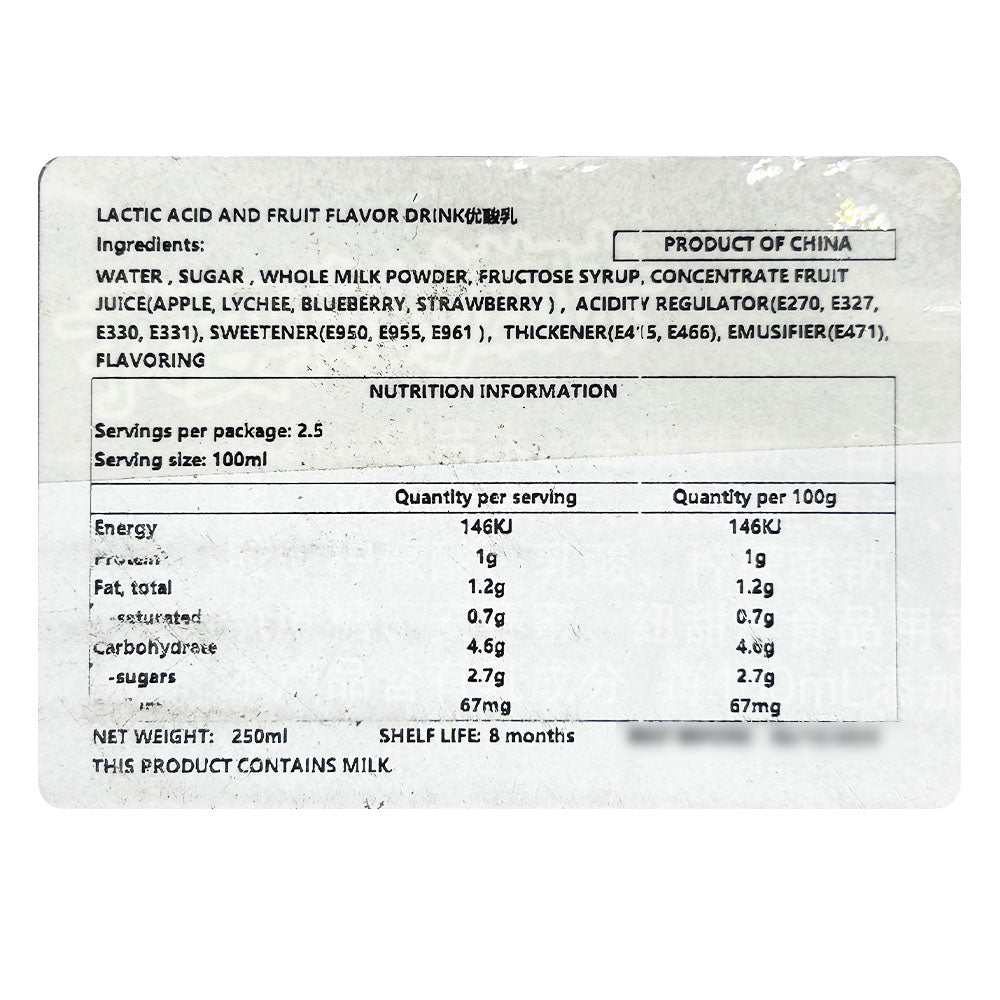 LACTIC ACID AND FRUIT FLAVOR DRINK优酸乳
Ingredients:
PRODUCT OF CHINA
WATER , SUGAR , WHOLE MILK POWDER, FRUCTOSE SYRUP, CONCENTRATE FRUIT
JUICE(APPLE, LYCHEE, BLUEBERRY, STRAWBERRY ) , ACIDITY REGULATOR(E270, E327,
E330, E331), SWEETENER(E950, E955, E961 ) , THICKENER(E415, E466), EMUSIFIER(E471),
FLAVORING
NUTRITION INFORMATION
Servings per package: 2.5
Serving size: 100ml
Quantity per serving Quantity per 100g
Energy 146KJ 146KJ
Protein 1g 1g
Fat, total 1.2g 1.2g
-saturated 0.7g 0.7g
Carbohydrate 4.6g 4.6g
-sugars 2.7g 2.7g
67mg 67mg
NET WEIGHT: 250ml SHELF LIFE: 8 months
THIS PRODUCT CONTAINS MILK